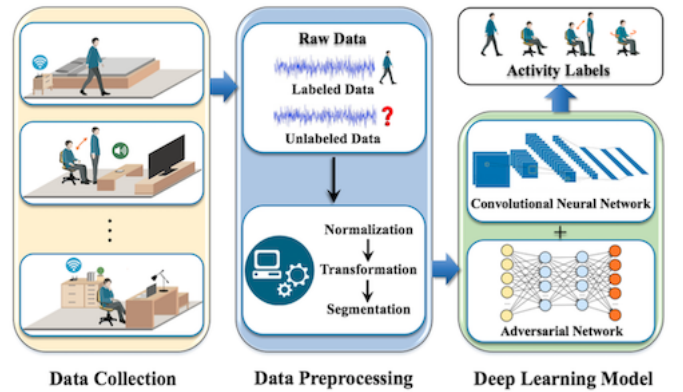 Raw Data
Labeled Data
?
Unlabeled Data
Normalization
Transformation
Segmentation
Activity Labels
Convolutional Neural Network
+
Adversarial Network
Data Collection
Data Preprocessing
Deep Learning Model